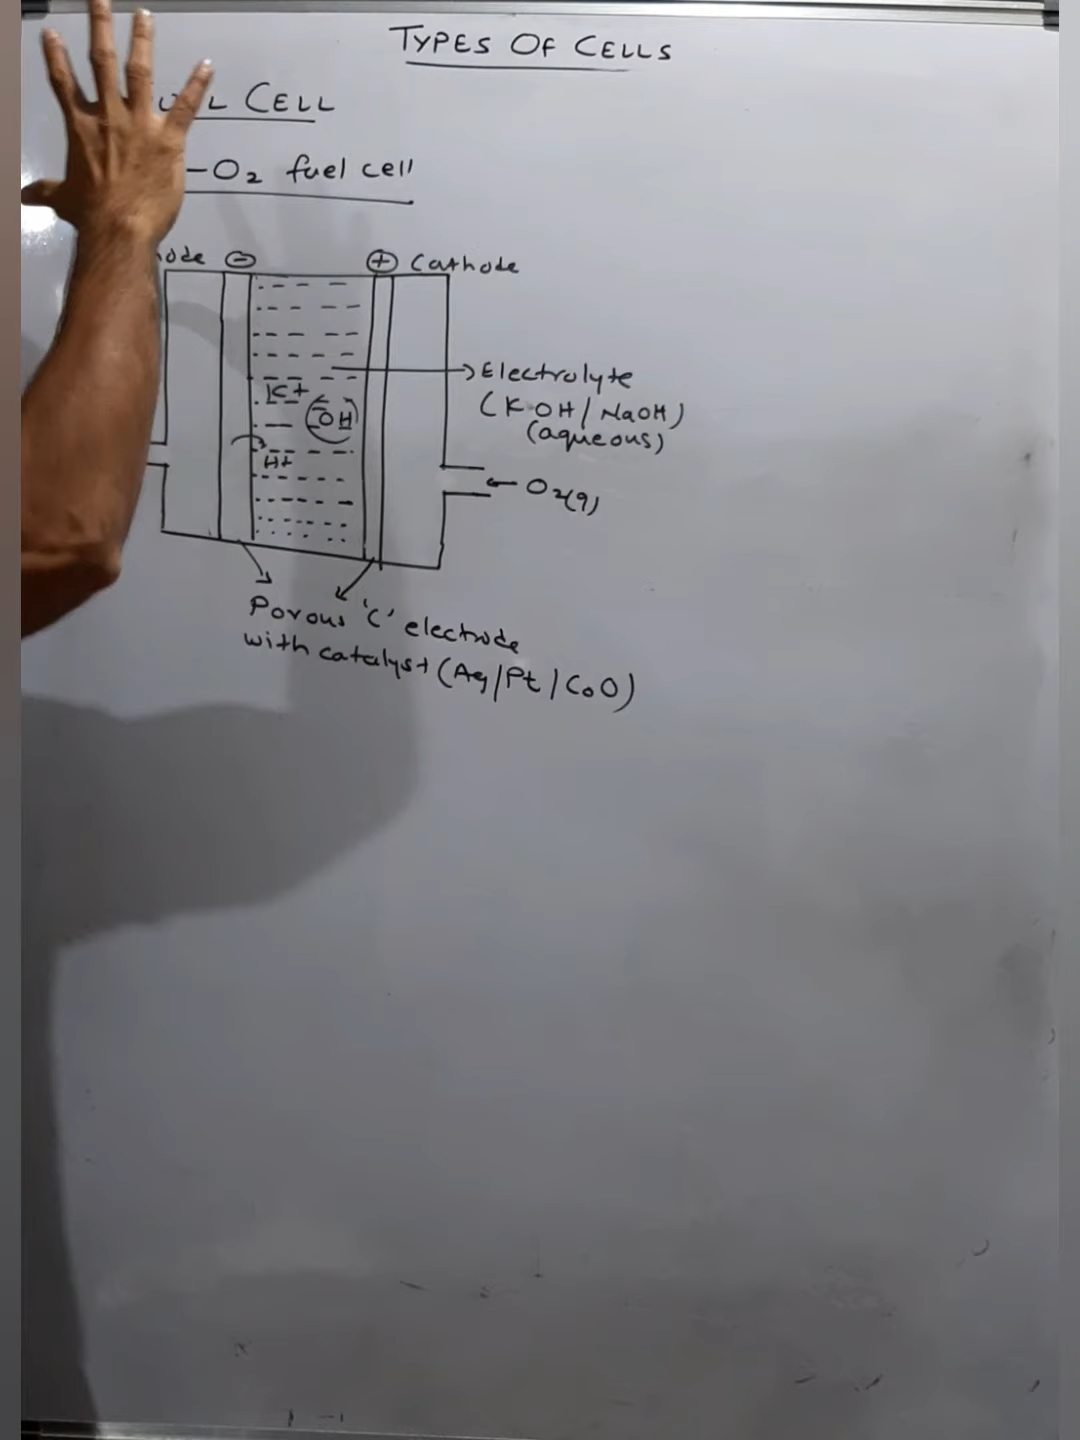 TYPES OF CELLS
CELL
-O₂ fuel cell
ode ⊖ ⊕ Cathode
Electrolyte
(KOH/NaOH)
(aqueous)
K+
ŌH
H+
O₂(g)
Porous 'C' electrode
with catalyst (Ag/Pt/CoO)